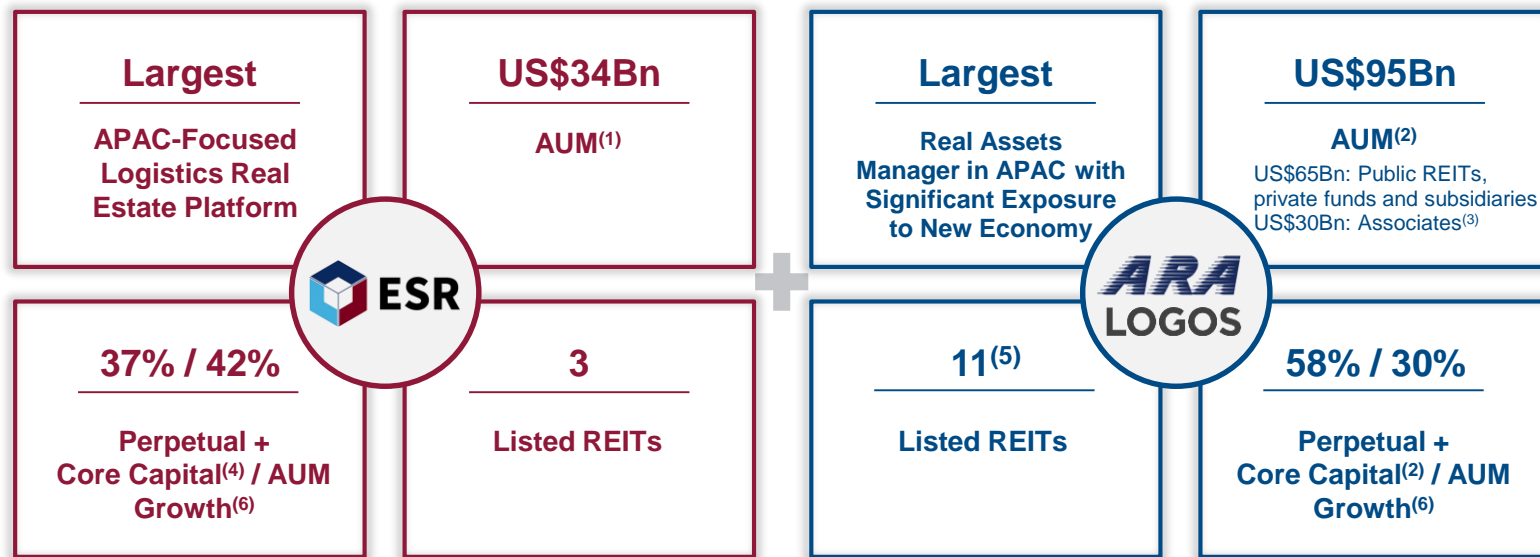 Largest
APAC-Focused
Logistics Real
Estate Platform
US$34Bn
AUM(1)
ESR
37% / 42%
Perpetual +
Core Capital(4) / AUM
Growth(6)
3
Listed REITs
Largest
Real Assets
Manager in APAC with
Significant Exposure
to New Economy
US$95Bn
AUM(2)
US$65Bn: Public REITs,
private funds and subsidiaries
US$30Bn: Associates(3)
ARA
LOGOS
11(5)
Listed REITs
58% / 30%
Perpetual +
Core Capital(2) / AUM
Growth(6)